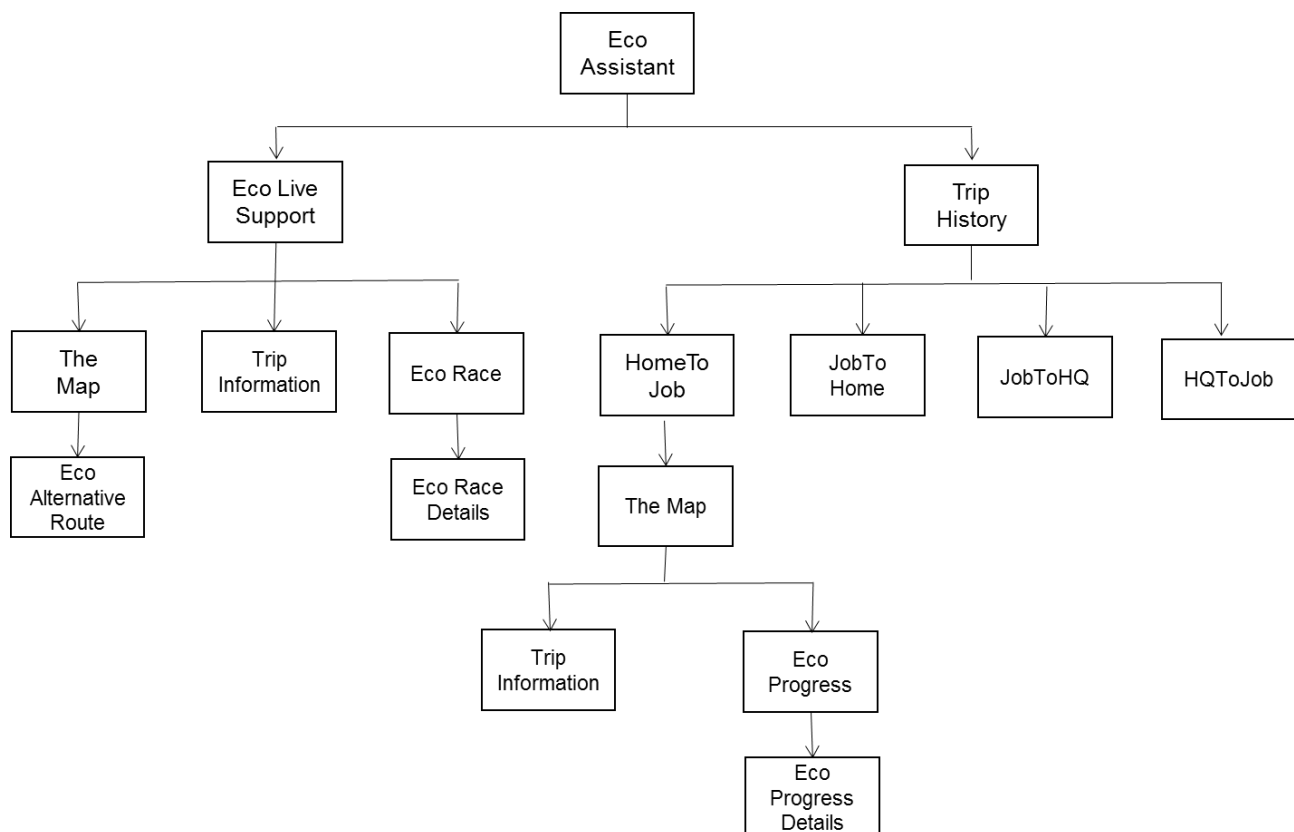 Eco
Assistant
Eco Live
Support
Trip
History
The
Map
Trip
Information
Eco Race
HomeTo
Job
JobTo
Home
JobToHQ
HQToJob
Eco
Alternative
Route
Eco Race
Details
The Map
Trip
Information
Eco
Progress
Eco
Progress
Details